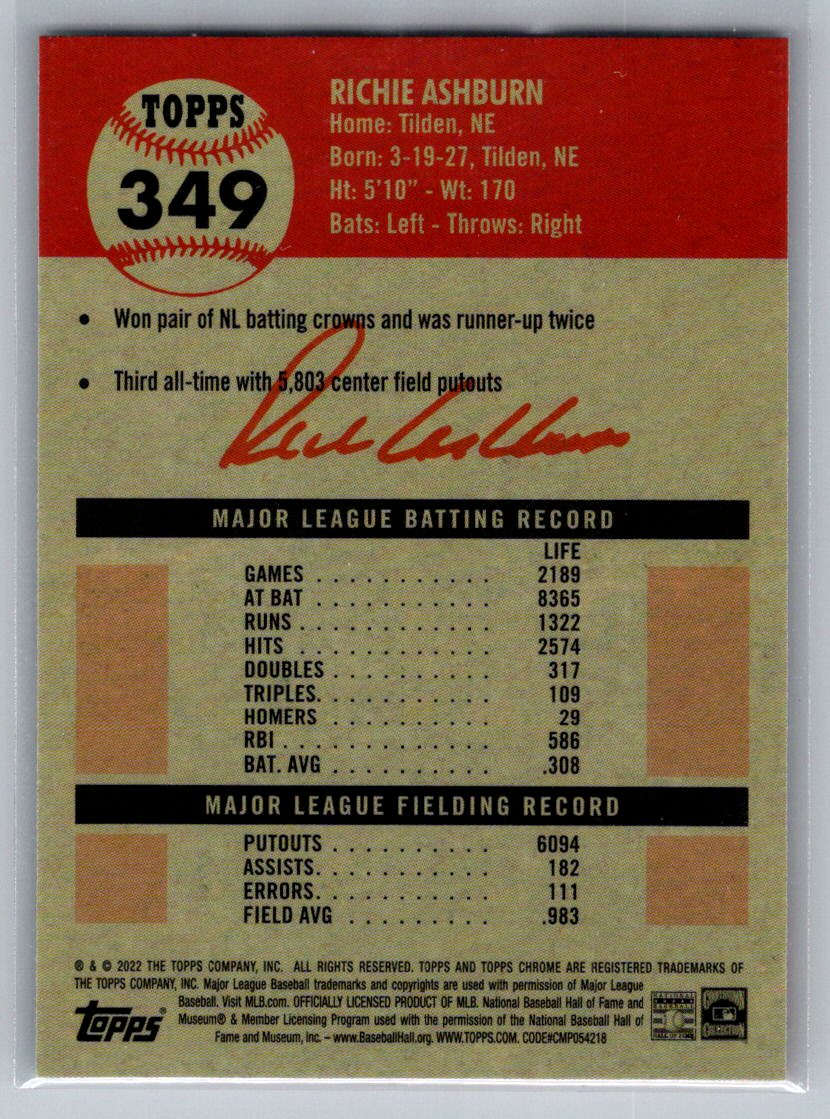 TOPPS
349
RICHIE ASHBURN
Home: Tilden, NE
Born: 3-19-27, Tilden, NE
Ht: 5'10" - Wt: 170
Bats: Left - Throws: Right
• Won pair of NL batting crowns and was runner-up twice
• Third all-time with 5,803 center field putouts
Rich Ashburn
MAJOR LEAGUE BATTING RECORD
LIFE
GAMES . . . . . . . . . . . 2189
AT BAT . . . . . . . . . . . 8365
RUNS . . . . . . . . . . . . 1322
HITS . . . . . . . . . . . . 2574
DOUBLES . . . . . . . . . . 317
TRIPLES. . . . . . . . . . . 109
HOMERS . . . . . . . . . . 29
RBI . . . . . . . . . . . . . 586
BAT. AVG . . . . . . . . . . .308
MAJOR LEAGUE FIELDING RECORD
PUTOUTS . . . . . . . . . . 6094
ASSISTS. . . . . . . . . . . 182
ERRORS. . . . . . . . . . . 111
FIELD AVG . . . . . . . . . .983
® & © 2022 THE TOPPS COMPANY, INC. ALL RIGHTS RESERVED. TOPPS AND TOPPS CHROME ARE REGISTERED TRADEMARKS OF
THE TOPPS COMPANY, INC. Major League Baseball trademarks and copyrights are used with permission of Major League
Baseball. Visit MLB.com. OFFICIALLY LICENSED PRODUCT OF MLB. National Baseball Hall of Fame and
Museum® & Member Licensing Program used with the permission of the National Baseball Hall of
Fame and Museum, Inc. – www.BaseballHall.org. WWW.TOPPS.COM. CODE#CMP054218
topps®
COOPERSTOWN
COLLECTION